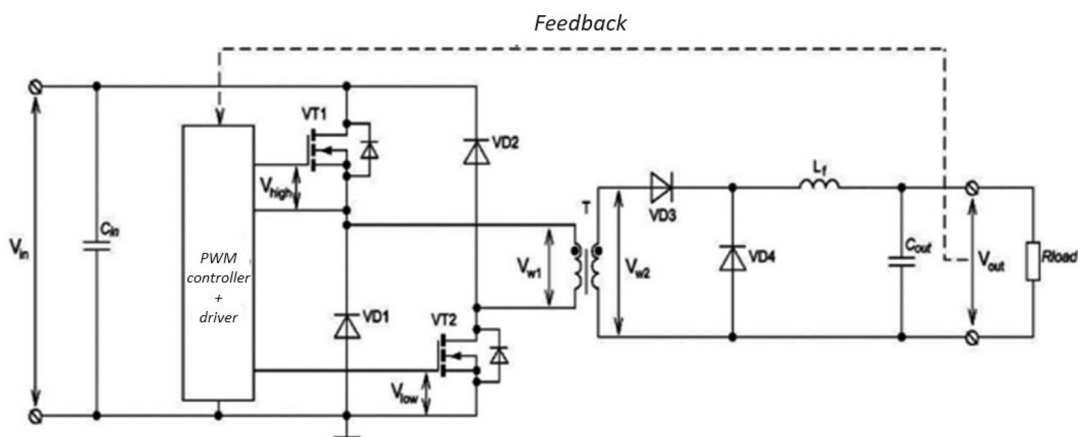 Feedback
VT1
VD2
Vhigh
Cin
Vin
PWM
controller
+
driver
VD1
VT2
Vlow
Vw1
T
Vw2
VD3
Lf
VD4
Cout
Vout
Rload